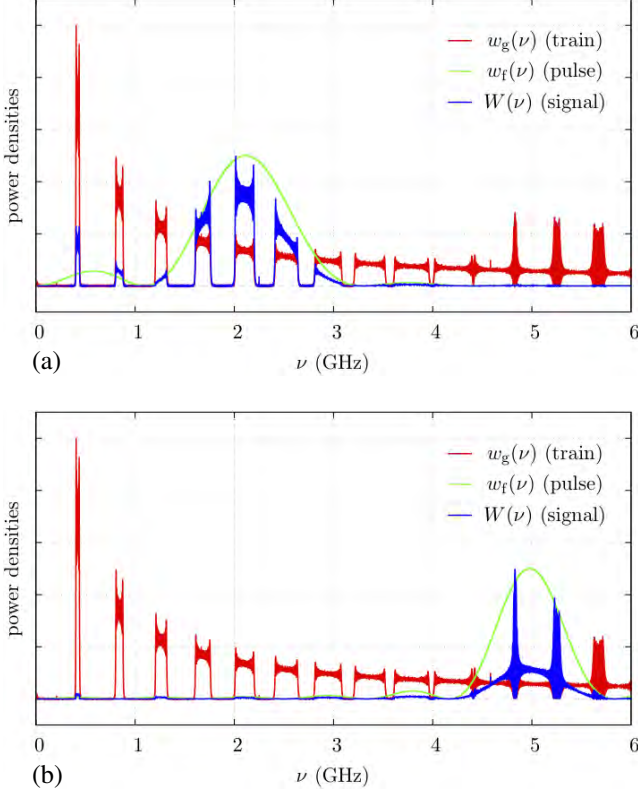 power densities
w_g(ν) (train)
w_f(ν) (pulse)
W(ν) (signal)
0 1 2 3 4 5 6
ν (GHz)
(a)
power densities
w_g(ν) (train)
w_f(ν) (pulse)
W(ν) (signal)
0 1 2 3 4 5 6
ν (GHz)
(b)